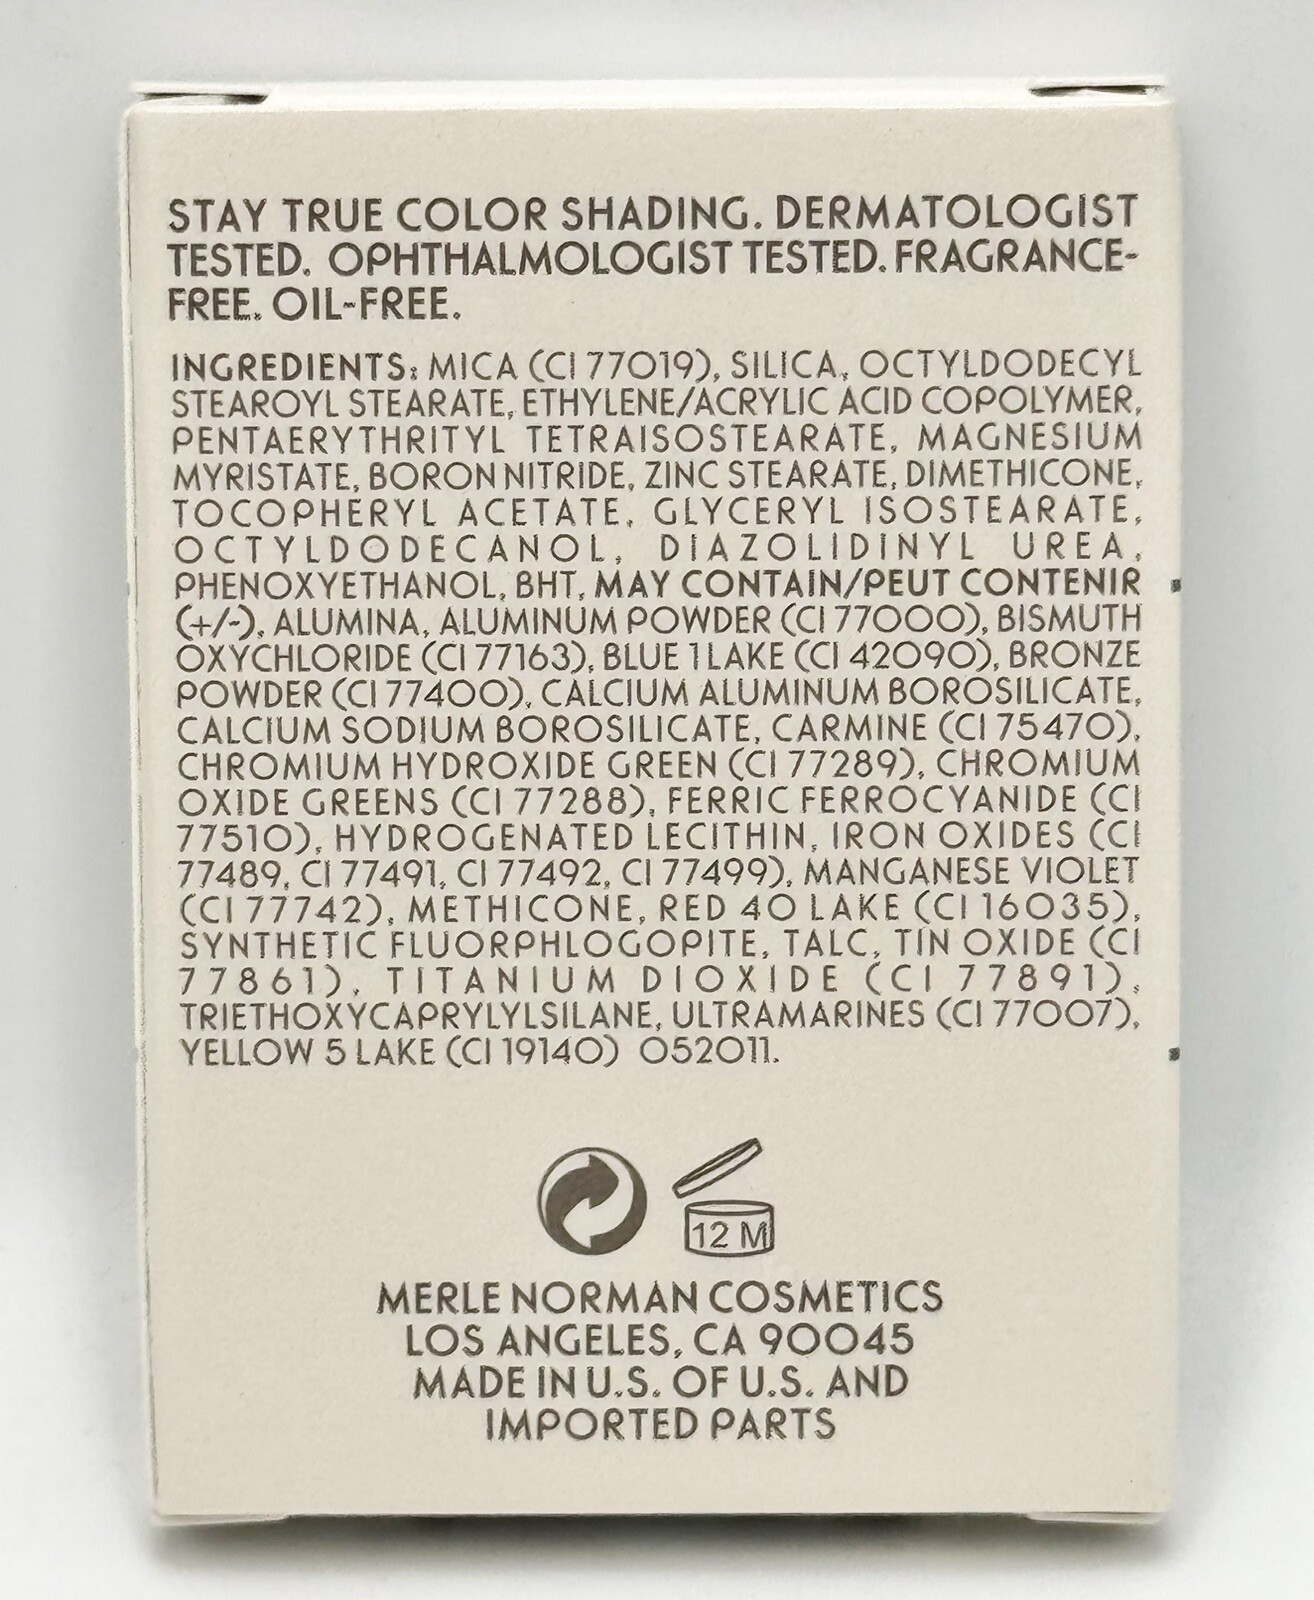 STAY TRUE COLOR SHADING. DERMATOLOGIST
TESTED. OPHTHALMOLOGIST TESTED. FRAGRANCE-
FREE. OIL-FREE.
INGREDIENTS: MICA (CI 77019), SILICA, OCTYLDODECYL
STEAROYL STEARATE, ETHYLENE/ACRYLIC ACID COPOLYMER,
PENTAERYTHRITYL TETRAISOSTEARATE, MAGNESIUM
MYRISTATE, BORON NITRIDE, ZINC STEARATE, DIMETHICONE,
TOCOPHERYL ACETATE, GLYCERYL ISOSTEARATE,
OCTYLDODECANOL, DIAZOLIDINYL UREA,
PHENOXYETHANOL, BHT, MAY CONTAIN/PEUT CONTENIR
(+/-), ALUMINA, ALUMINUM POWDER (CI 77000), BISMUTH
OXYCHLORIDE (CI 77163), BLUE 1 LAKE (CI 42090), BRONZE
POWDER (CI 77400), CALCIUM ALUMINUM BOROSILICATE,
CALCIUM SODIUM BOROSILICATE, CARMINE (CI 75470),
CHROMIUM HYDROXIDE GREEN (CI 77289), CHROMIUM
OXIDE GREENS (CI 77288), FERRIC FERROCYANIDE (CI
77510), HYDROGENATED LECITHIN, IRON OXIDES (CI
77489, CI 77491, CI 77492, CI 77499), MANGANESE VIOLET
(CI 77742), METHICONE, RED 40 LAKE (CI 16035),
SYNTHETIC FLUORPHLOGOPITE, TALC, TIN OXIDE (CI
77861), TITANIUM DIOXIDE (CI 77891),
TRIETHOXYCAPRYLYLSILANE, ULTRAMARINES (CI 77007),
YELLOW 5 LAKE (CI 19140) 052011.
12 M
MERLE NORMAN COSMETICS
LOS ANGELES, CA 90045
MADE IN U.S. OF U.S. AND
IMPORTED PARTS